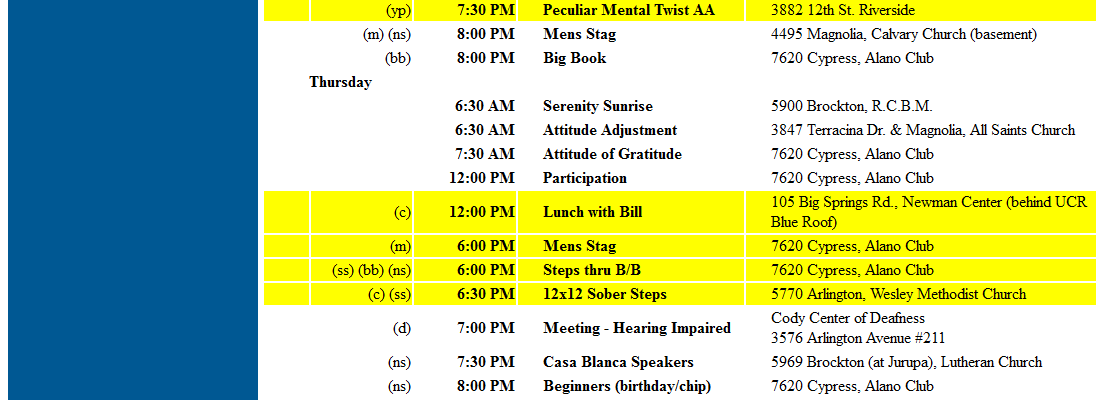 (yp) 7:30 PM Peculiar Mental Twist AA 3882 12th St. Riverside
(m) (ns) 8:00 PM Mens Stag 4495 Magnolia, Calvary Church (basement)
(bb) 8:00 PM Big Book 7620 Cypress, Alano Club
Thursday
6:30 AM Serenity Sunrise 5900 Brockton, R.C.B.M.
6:30 AM Attitude Adjustment 3847 Terracina Dr. & Magnolia, All Saints Church
7:30 AM Attitude of Gratitude 7620 Cypress, Alano Club
12:00 PM Participation 7620 Cypress, Alano Club
(c) 12:00 PM Lunch with Bill 105 Big Springs Rd., Newman Center (behind UCR
Blue Roof)
(m) 6:00 PM Mens Stag 7620 Cypress, Alano Club
(ss) (bb) (ns) 6:00 PM Steps thru B/B 7620 Cypress, Alano Club
(c) (ss) 6:30 PM 12x12 Sober Steps 5770 Arlington, Wesley Methodist Church
(d) 7:00 PM Meeting - Hearing Impaired Cody Center of Deafness
3576 Arlington Avenue #211
(ns) 7:30 PM Casa Blanca Speakers 5969 Brockton (at Jurupa), Lutheran Church
(ns) 8:00 PM Beginners (birthday/chip) 7620 Cypress, Alano Club